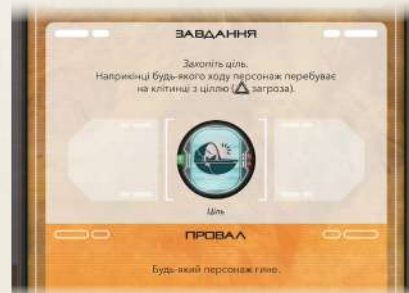 ЗАВДАННЯ
Захопіть ціль.
Наприкінці будь-якого ходу персонаж перебуває
на клітинці з ціллю (△ загроза).
Ціль
ПРОВАЛ
Будь-який персонаж гине.